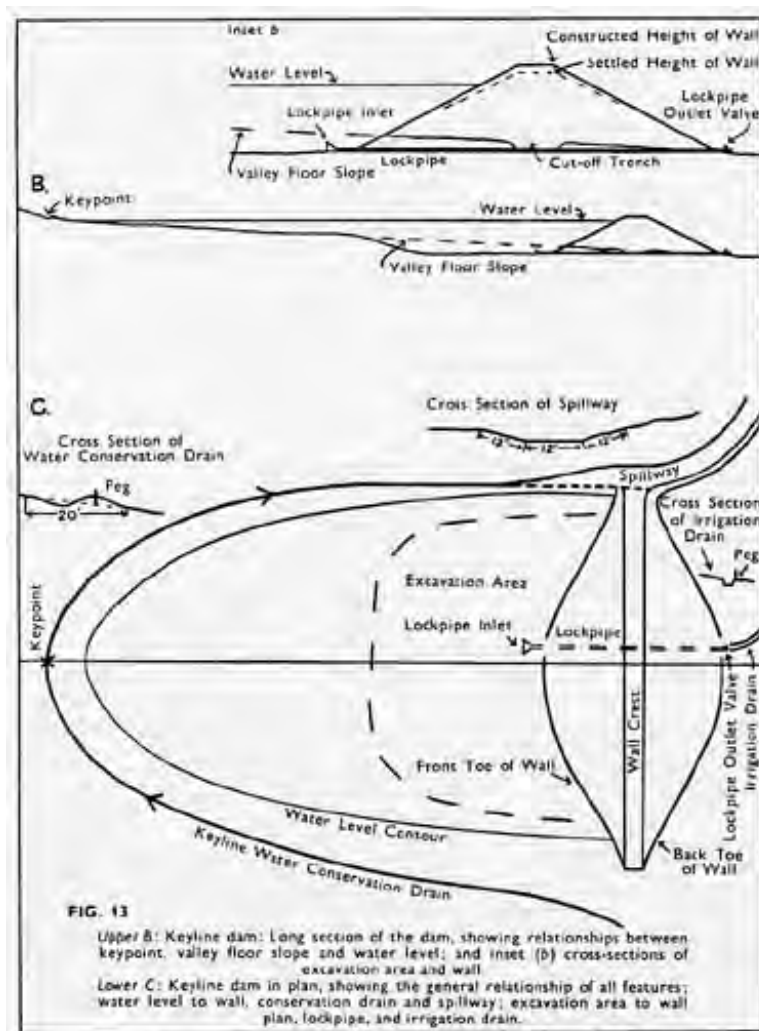 Inset b
Constructed Height of Wall
Settled Height of Wall
Water Level
Lockpipe Inlet
Lockpipe
Outlet Valve
Lockpipe
Cut-off Trench
Valley Floor Slope
B.
Keypoint
Water Level
Valley Floor Slope
C.
Cross Section of Spillway
12' 12' 12'
Cross Section of
Water Conservation Drain
Peg
20'
Spillway
Cross Section
of Irrigation
Drain
Peg
Excavation Area
Keypoint
Lockpipe Inlet
Lockpipe
Wall Crest
Lockpipe Outlet Valve
Irrigation Drain
Front Toe of Wall
Water Level Contour
Keyline Water Conservation Drain
Back Toe
of Wall
FIG. 13
Upper B: Keyline dam: Long section of the dam, showing relationships between
keypoint, valley floor slope and water level; and inset (b) cross-sections of
excavation area and wall
Lower C: Keyline dam in plan, showing the general relationship of all features;
water level to wall, conservation drain and spillway; excavation area to wall
plan, lockpipe, and irrigation drain.